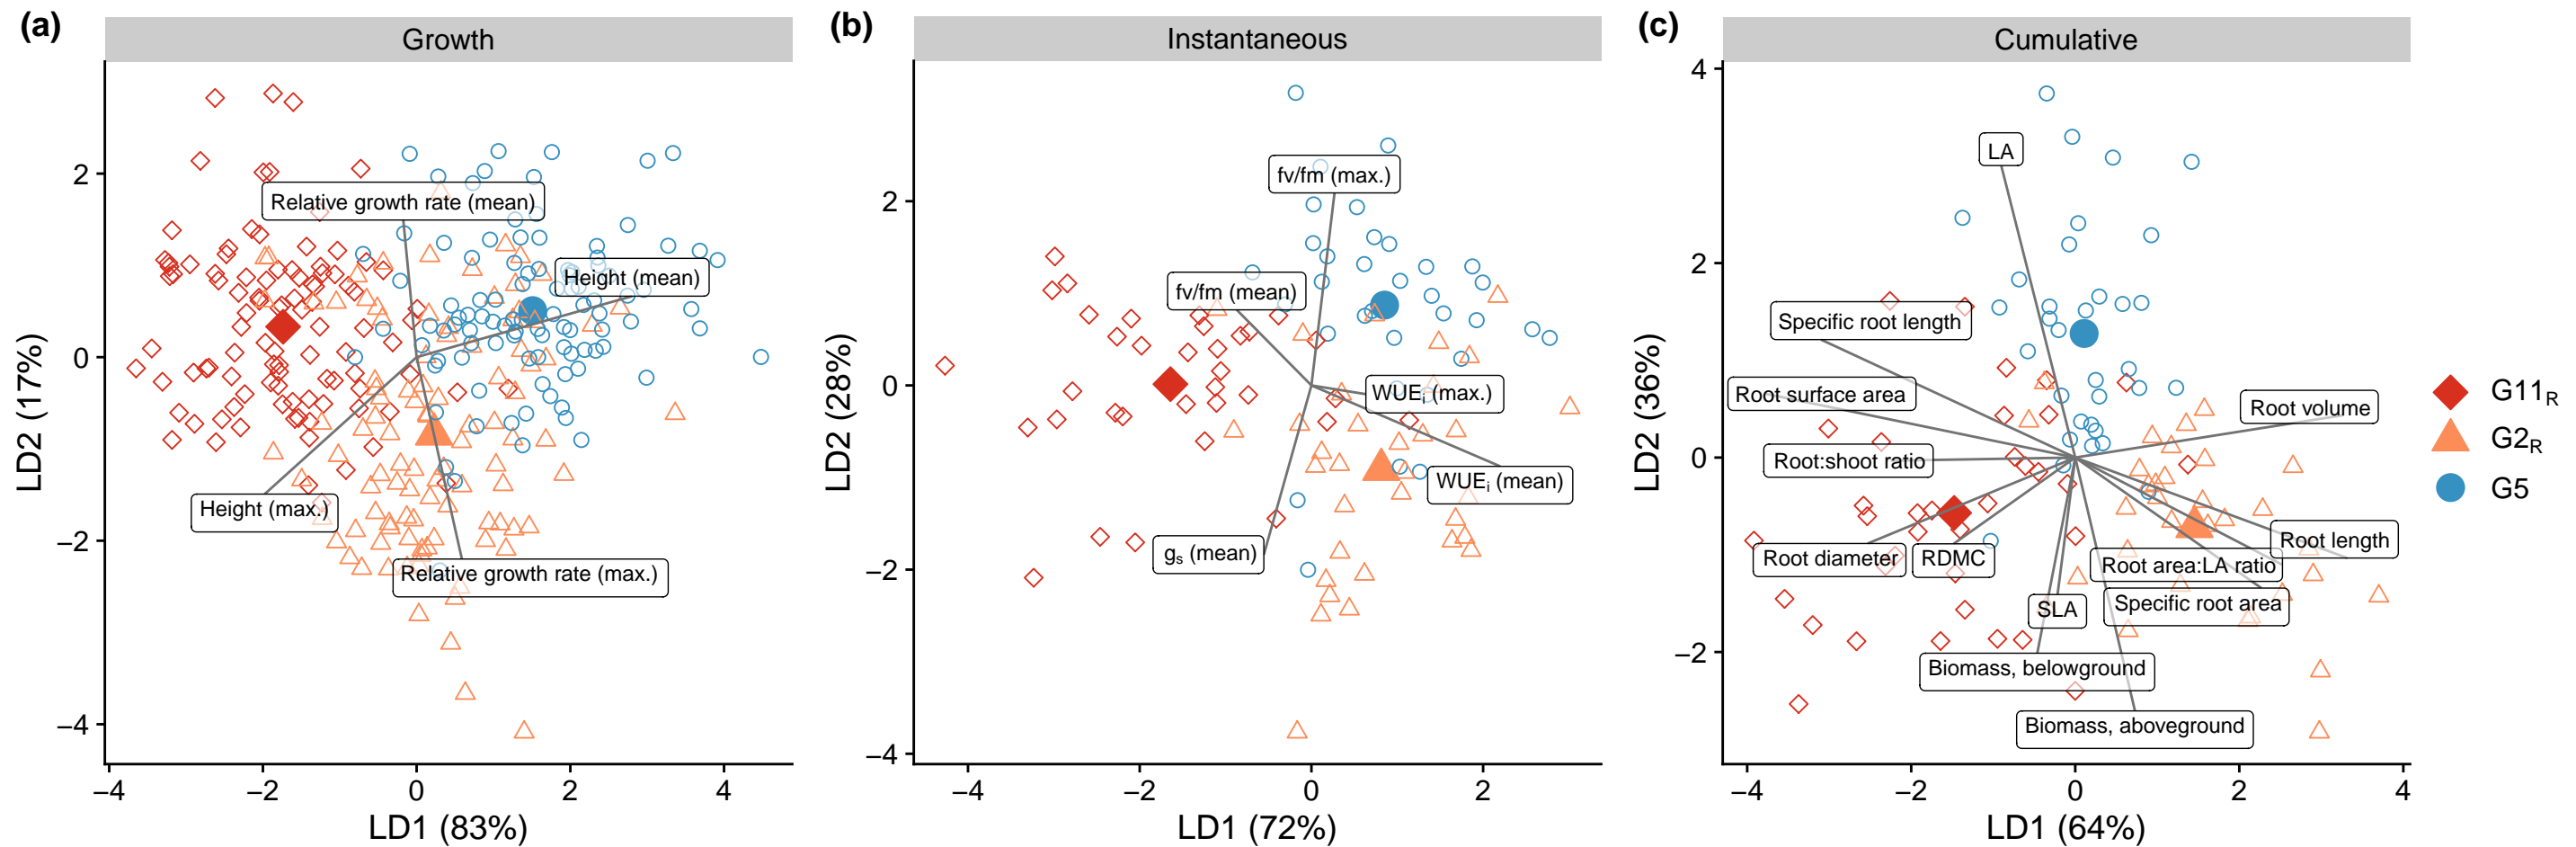 (a)
Growth
2
0
−2
−4
LD2 (17%)
Relative growth rate (mean)
Height (mean)
Height (max.)
Relative growth rate (max.)
−4 −2 0 2 4
LD1 (83%)
(b)
Instantaneous
2
0
−2
−4
LD2 (28%)
fv/fm (max.)
fv/fm (mean)
WUEi (max.)
WUEi (mean)
gs (mean)
−4 −2 0 2
LD1 (72%)
(c)
Cumulative
4
2
0
−2
LD2 (36%)
LA
Specific root length
Root surface area
Root volume
Root:shoot ratio
Root length
Root diameter
RDMC
Root area:LA ratio
SLA
Specific root area
Biomass, belowground
Biomass, aboveground
−4 −2 0 2 4
LD1 (64%)
G11R
G2R
G5